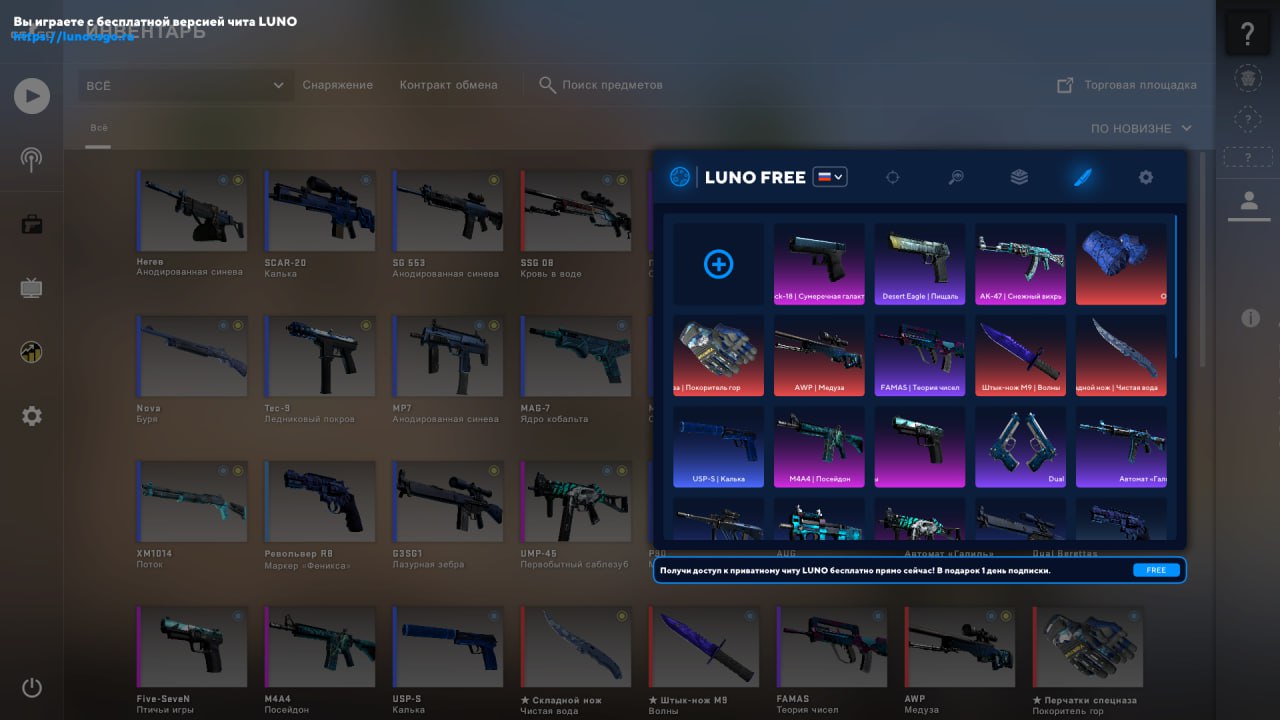 Вы играете с бесплатной версией чита LUNO
https://lunocsgo.ru
ИНВЕНТАРЬ
ВСЁ
Снаряжение
Контракт обмена
Поиск предметов
Торговая площадка
Всё
ПО НОВИЗНЕ
LUNO FREE
Негев
Анодированная синева
SCAR-20
Калька
SG 553
Анодированная синева
SSG 08
Кровь в воде
ck-18 | Сумеречная галакт
Desert Eagle | Пищаль
AK-47 | Снежный вихрь
за | Покоритель гор
AWP | Медуза
FAMAS | Теория чисел
Штык-нож M9 | Волны
дной нож | Чистая вода
Nova
Буря
Tec-9
Ледниковый покров
MP7
Анодированная синева
MAG-7
Ядро кобальта
USP-S | Калька
M4A4 | Посейдон
ы
Dual
Автомат «Гал
XM1014
Поток
Револьвер R8
Маркер «Феникса»
G3SG1
Лазурная зебра
UMP-45
Первобытный саблезуб
P90
AUG
Автомат «Галиль»
Dual Berettas
Получи доступ к приватному читу LUNO бесплатно прямо сейчас! В подарок 1 день подписки.
FREE
Five-SeveN
Птичьи игры
M4A4
Посейдон
USP-S
Калька
★ Складной нож
Чистая вода
★ Штык-нож M9
Волны
FAMAS
Теория чисел
AWP
Медуза
★ Перчатки спецназа
Покоритель гор